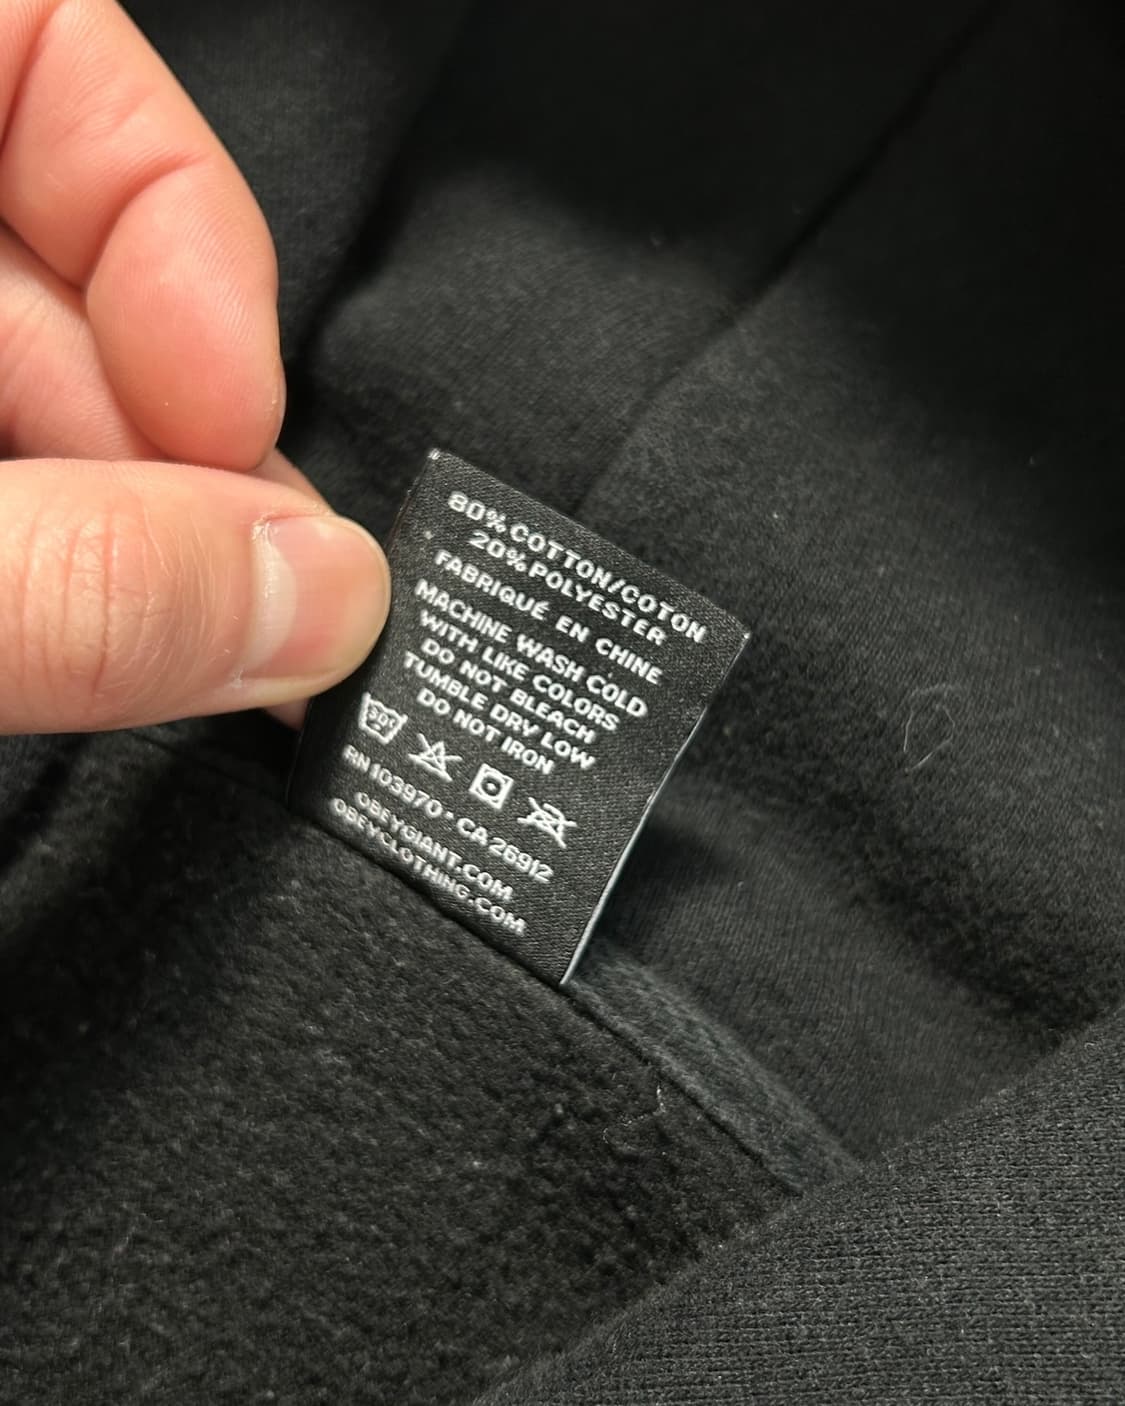 80% COTTON/COTON
20% POLYESTER
FABRIQUÉ EN CHINE
MACHINE WASH COLD
WITH LIKE COLORS
DO NOT BLEACH
TUMBLE DRY LOW
DO NOT IRON
30°
RN 103970 • CA 26912
OBEYGIANT.COM
OBEYCLOTHING.COM